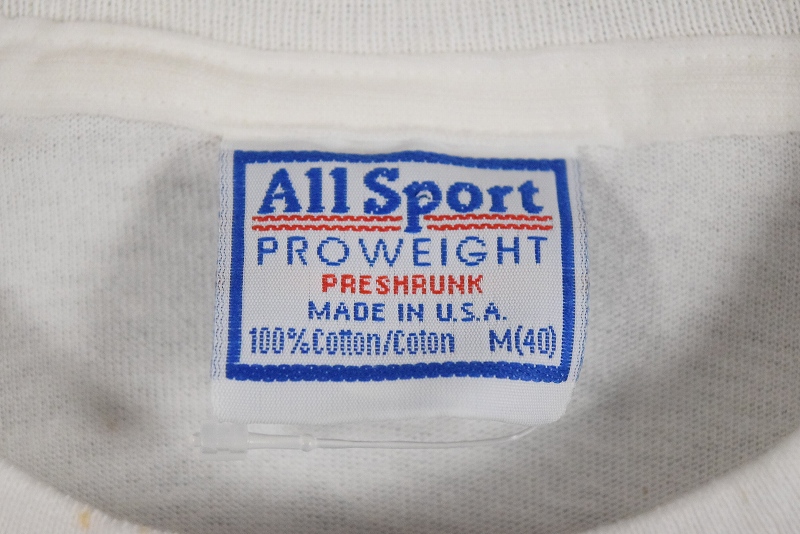 All Sport
PROWEIGHT
PRESHRUNK
MADE IN U.S.A.
100% Cotton/Coton M(40)